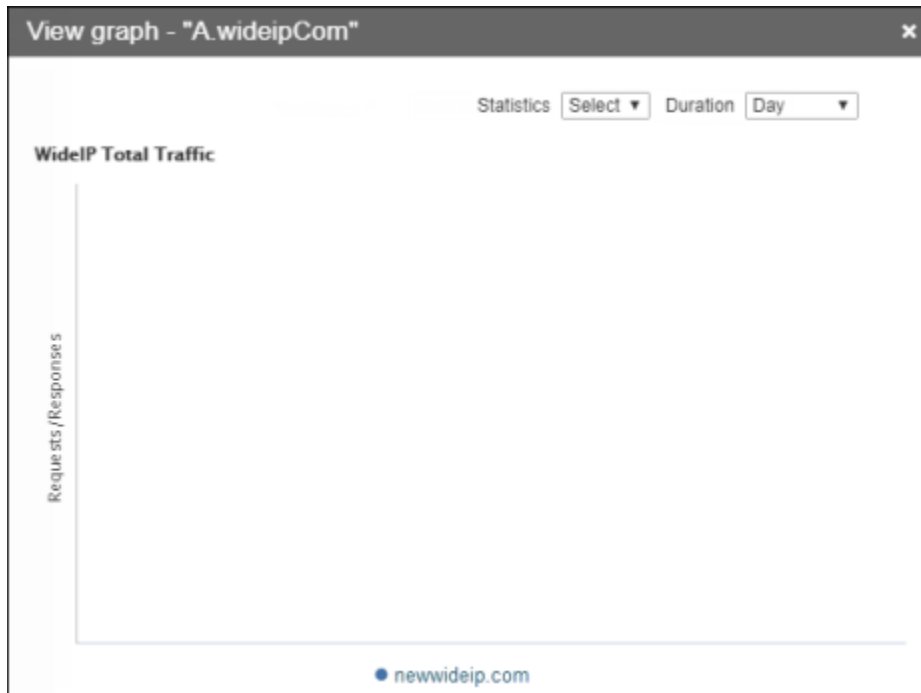 View graph - "A.wideipCom" ×
Statistics Select ▼ Duration Day ▼
WideIP Total Traffic
Requests/Responses
newwideip.com